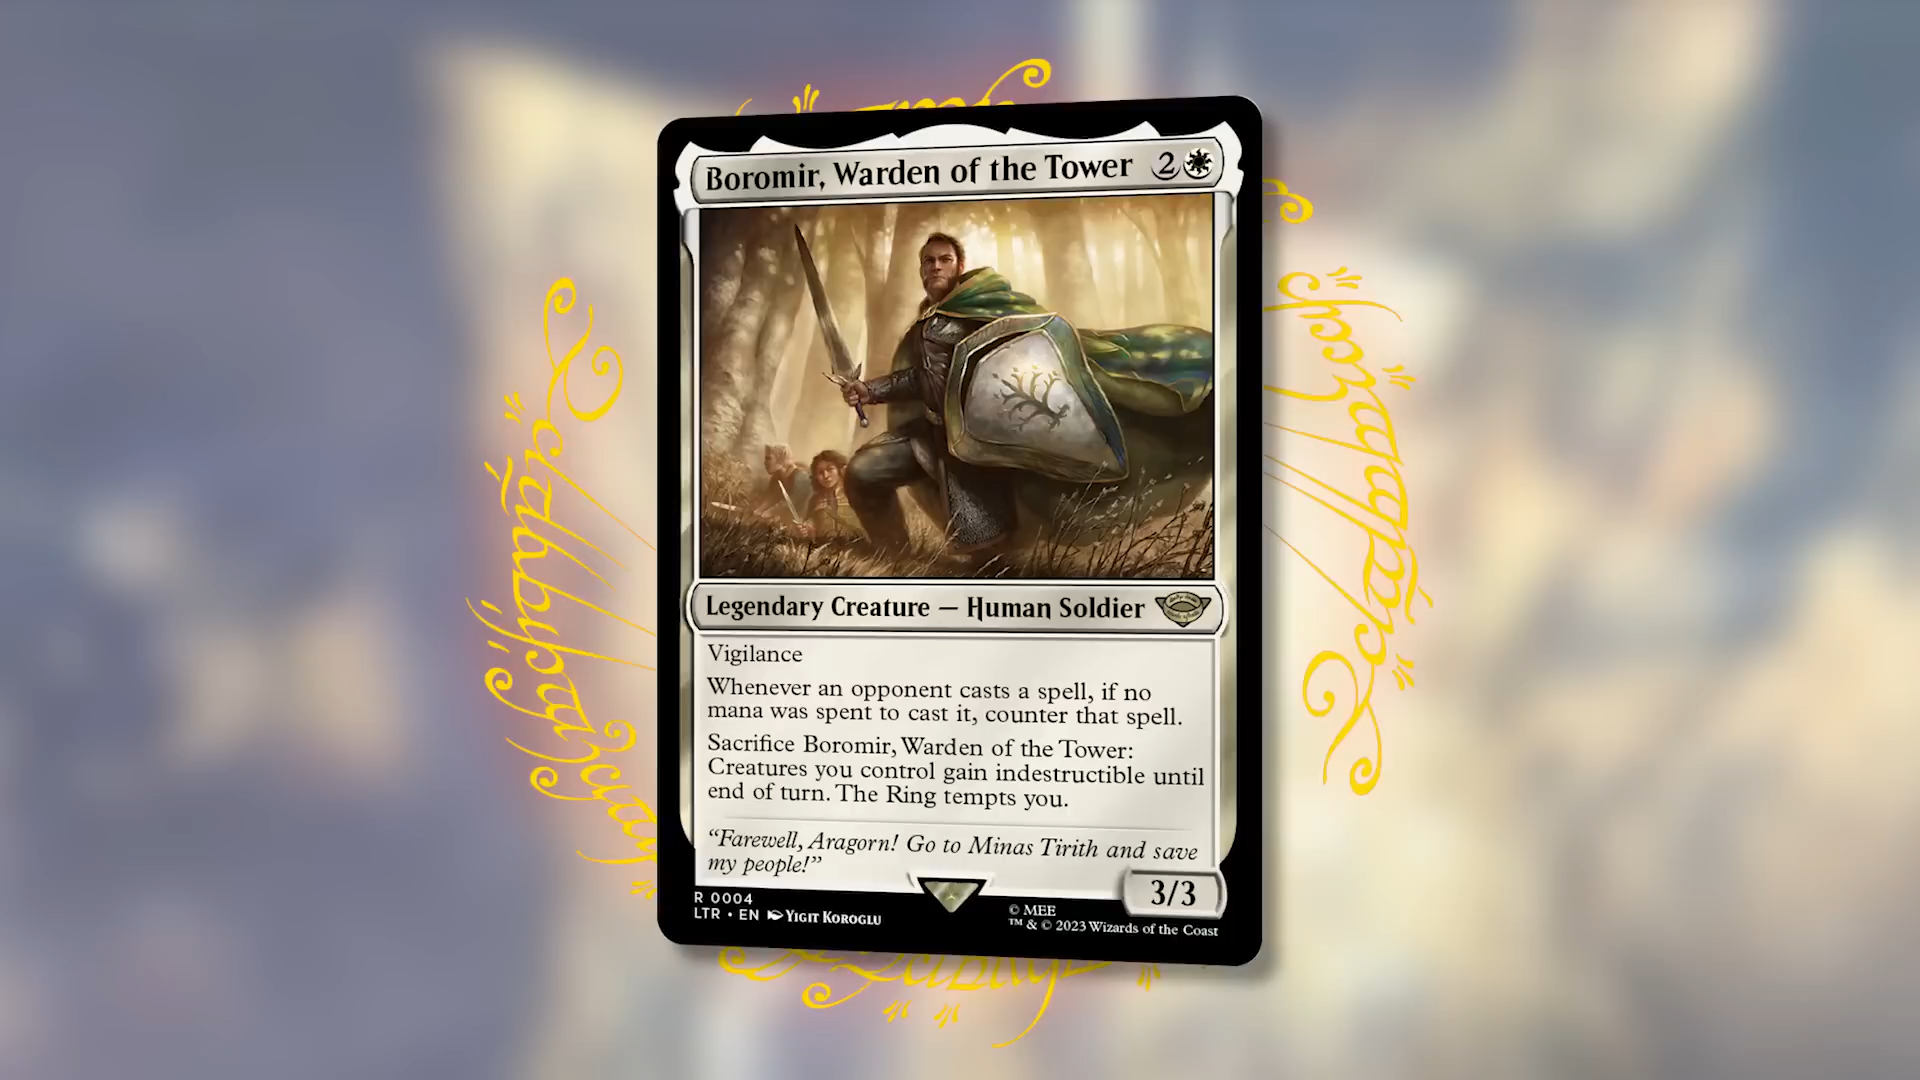 Boromir, Warden of the Tower 2
Legendary Creature — Human Soldier
Vigilance
Whenever an opponent casts a spell, if no
mana was spent to cast it, counter that spell.
Sacrifice Boromir, Warden of the Tower:
Creatures you control gain indestructible until
end of turn. The Ring tempts you.
“Farewell, Aragorn! Go to Minas Tirith and save
my people!”
3/3
R 0004
LTR • EN YIGIT KOROGLU
© MEE
™ & © 2023 Wizards of the Coast